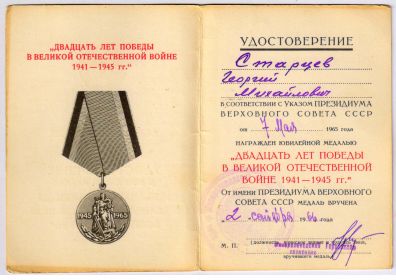 „ДВАДЦАТЬ ЛЕТ ПОБЕДЫ
В ВЕЛИКОЙ ОТЕЧЕСТВЕННОЙ ВОЙНЕ
1941—1945 гг.“
1945 1965
УДОСТОВЕРЕНИЕ
Старцев
Георгий
Михайлович
В СООТВЕТСТВИИ С УКАЗОМ ПРЕЗИДИУМА
ВЕРХОВНОГО СОВЕТА СССР
от 7 Мая 1965 года
НАГРАЖДЕН ЮБИЛЕЙНОЙ МЕДАЛЬЮ
„ДВАДЦАТЬ ЛЕТ ПОБЕДЫ
В ВЕЛИКОЙ ОТЕЧЕСТВЕННОЙ
ВОЙНЕ 1941—1945 гг.“
От имени ПРЕЗИДИУМА ВЕРХОВНОГО
СОВЕТА СССР МЕДАЛЬ ВРУЧЕНА
2 1966
М. П.
вручившего медаль)